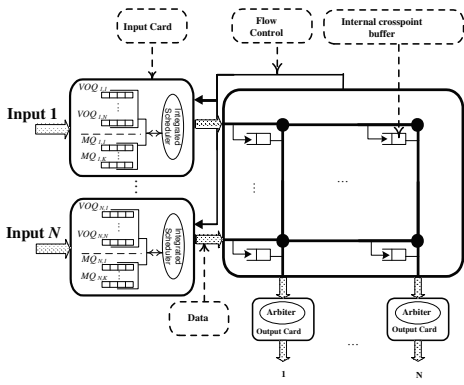 Input Card
Flow
Control
Internal crosspoint
buffer
Input 1
VOQ1,1
VOQ1,N
MQ1,1
MQ1,K
Integrated
Scheduler
...
Input N
VOQN,1
VOQN,N
MQN,1
MQN,K
Integrated
Scheduler
Data
...
...
...
Arbiter
Output Card
Arbiter
Output Card
1
...
N